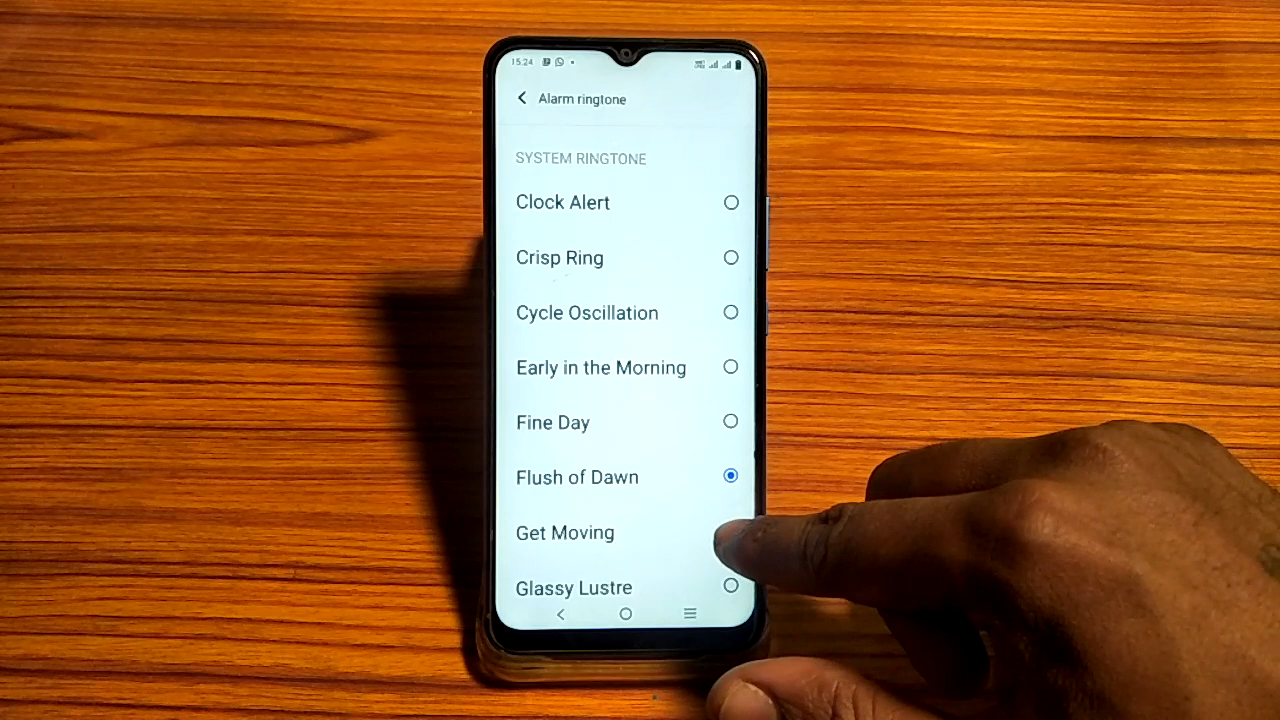 15:24
Alarm ringtone
SYSTEM RINGTONE
Clock Alert
Crisp Ring
Cycle Oscillation
Early in the Morning
Fine Day
Flush of Dawn
Get Moving
Glassy Lustre